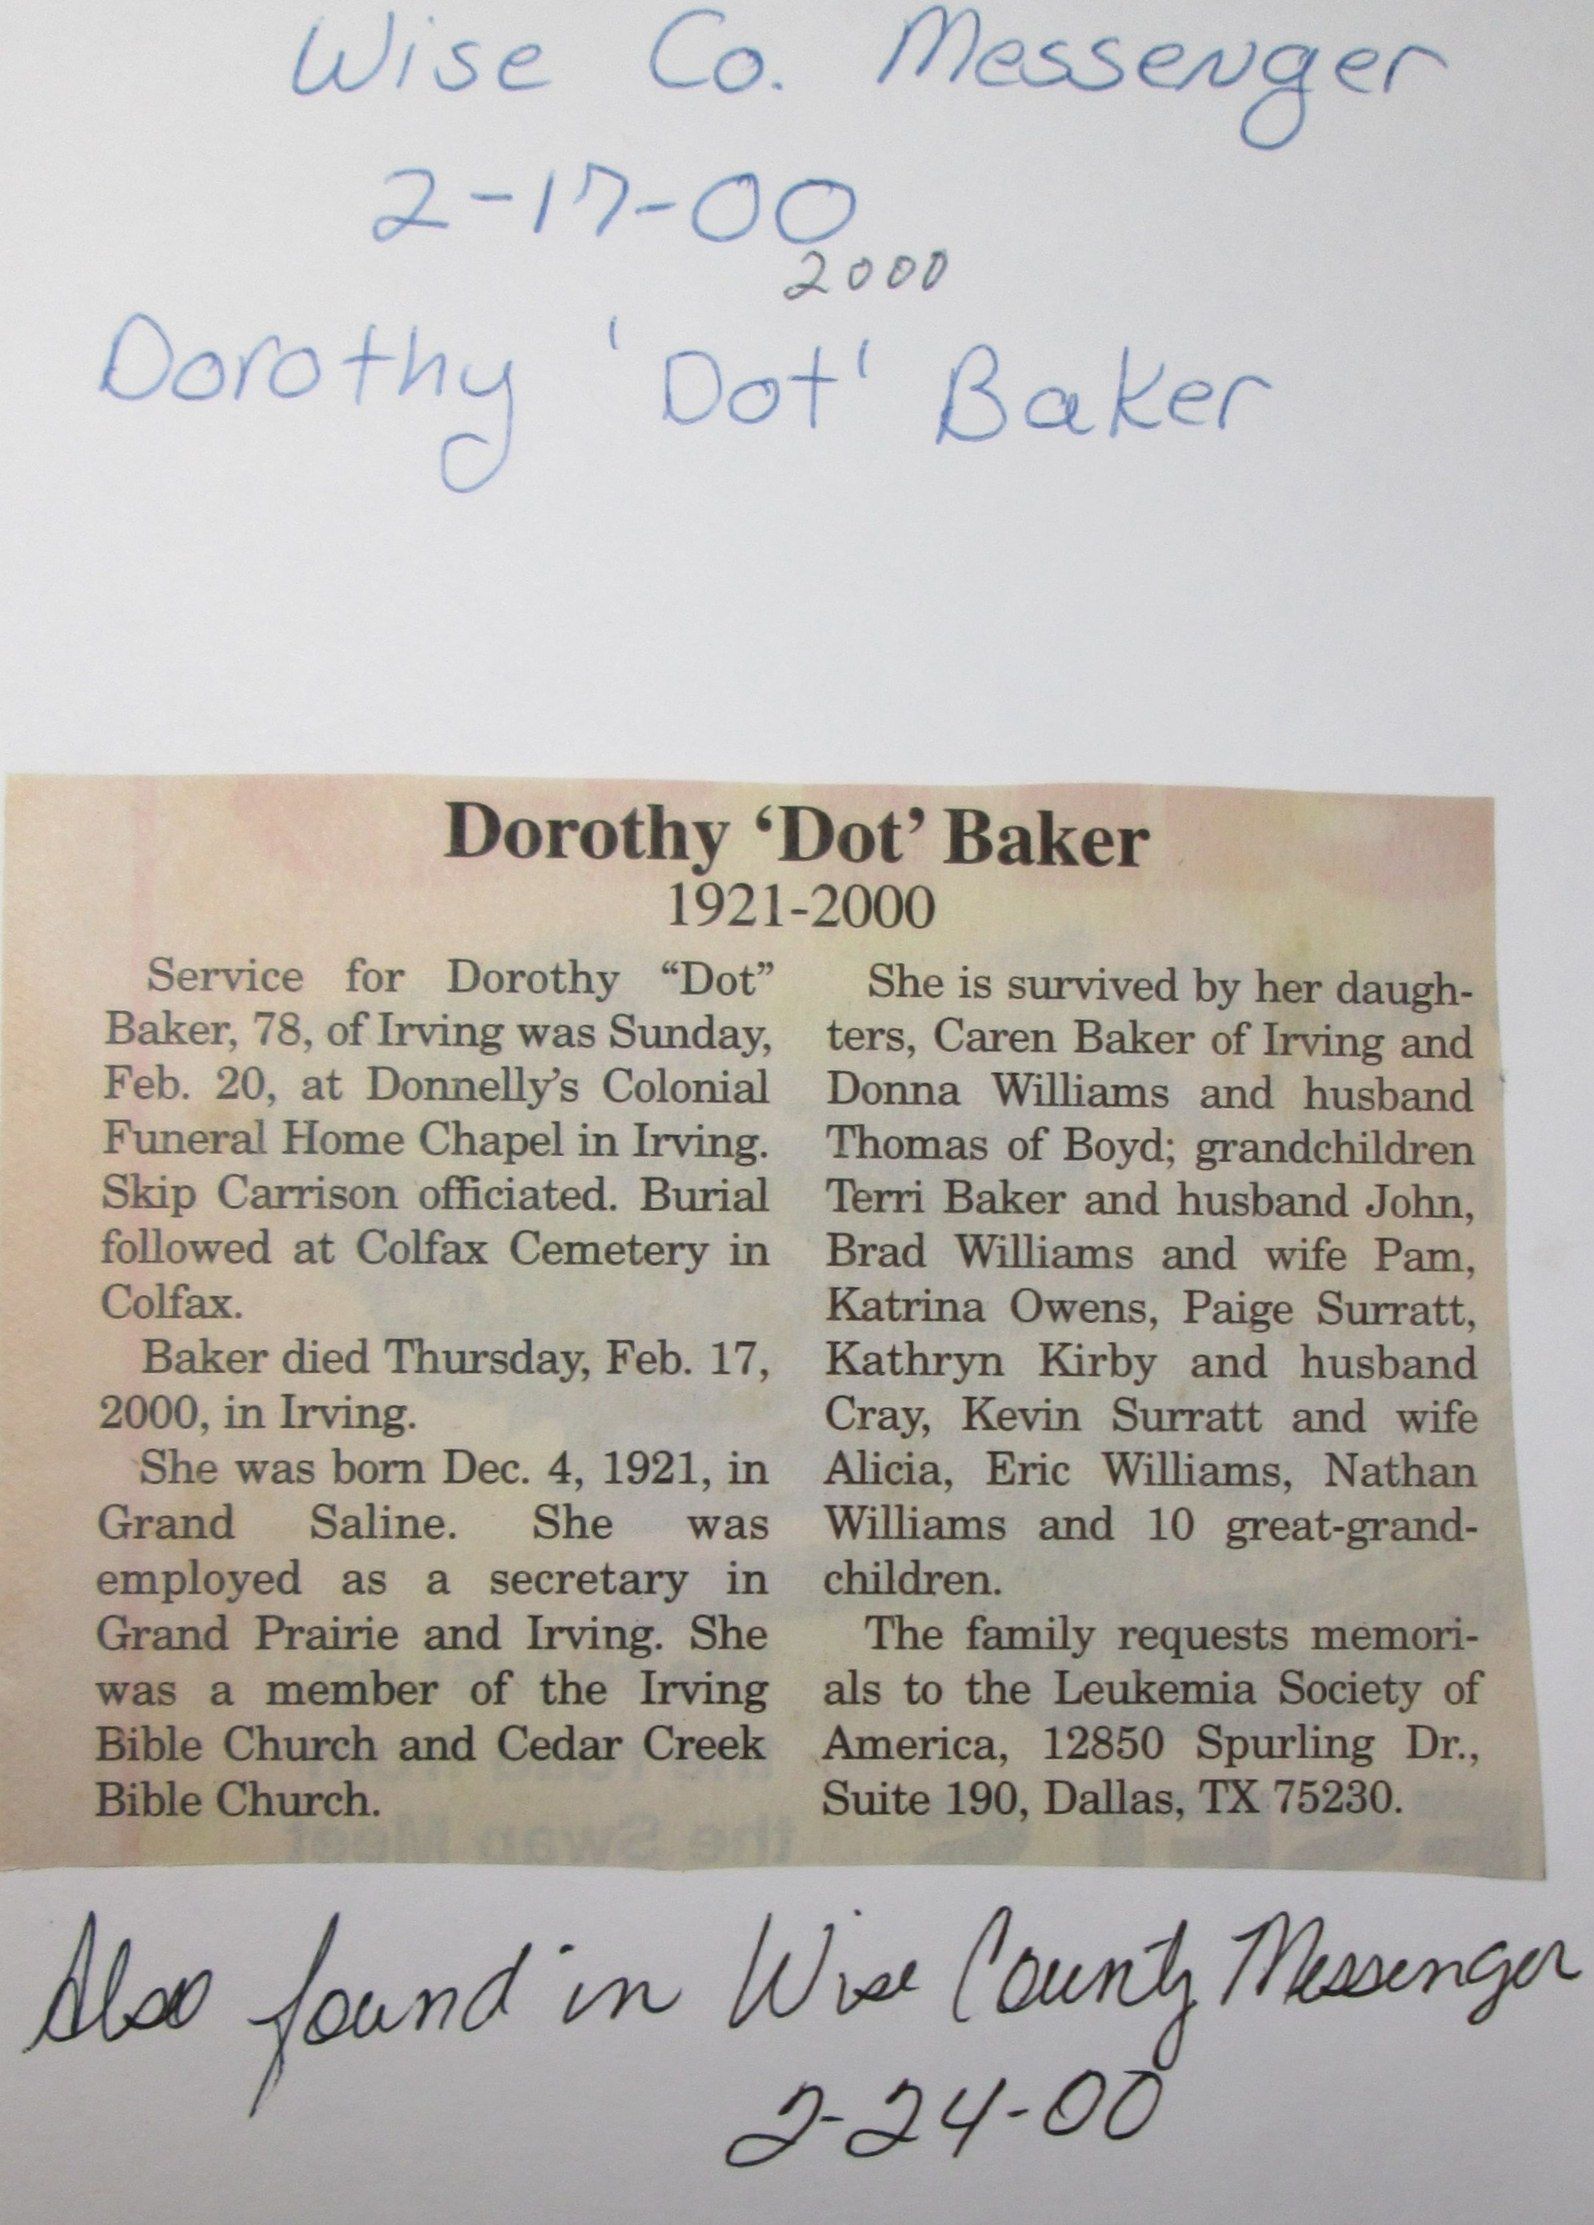 Wise Co. Messenger
2-17-00
2000
Dorothy 'Dot' Baker
Dorothy ‘Dot’ Baker
1921-2000
Service for Dorothy “Dot”
Baker, 78, of Irving was Sunday,
Feb. 20, at Donnelly’s Colonial
Funeral Home Chapel in Irving.
Skip Carrison officiated. Burial
followed at Colfax Cemetery in
Colfax.
Baker died Thursday, Feb. 17,
2000, in Irving.
She was born Dec. 4, 1921, in
Grand Saline. She was
employed as a secretary in
Grand Prairie and Irving. She
was a member of the Irving
Bible Church and Cedar Creek
Bible Church.
She is survived by her daugh-
ters, Caren Baker of Irving and
Donna Williams and husband
Thomas of Boyd; grandchildren
Terri Baker and husband John,
Brad Williams and wife Pam,
Katrina Owens, Paige Surratt,
Kathryn Kirby and husband
Cray, Kevin Surratt and wife
Alicia, Eric Williams, Nathan
Williams and 10 great-grand-
children.
The family requests memori-
als to the Leukemia Society of
America, 12850 Spurling Dr.,
Suite 190, Dallas, TX 75230.
the Swap Meet
Also found in Wise County Messenger
2-24-00